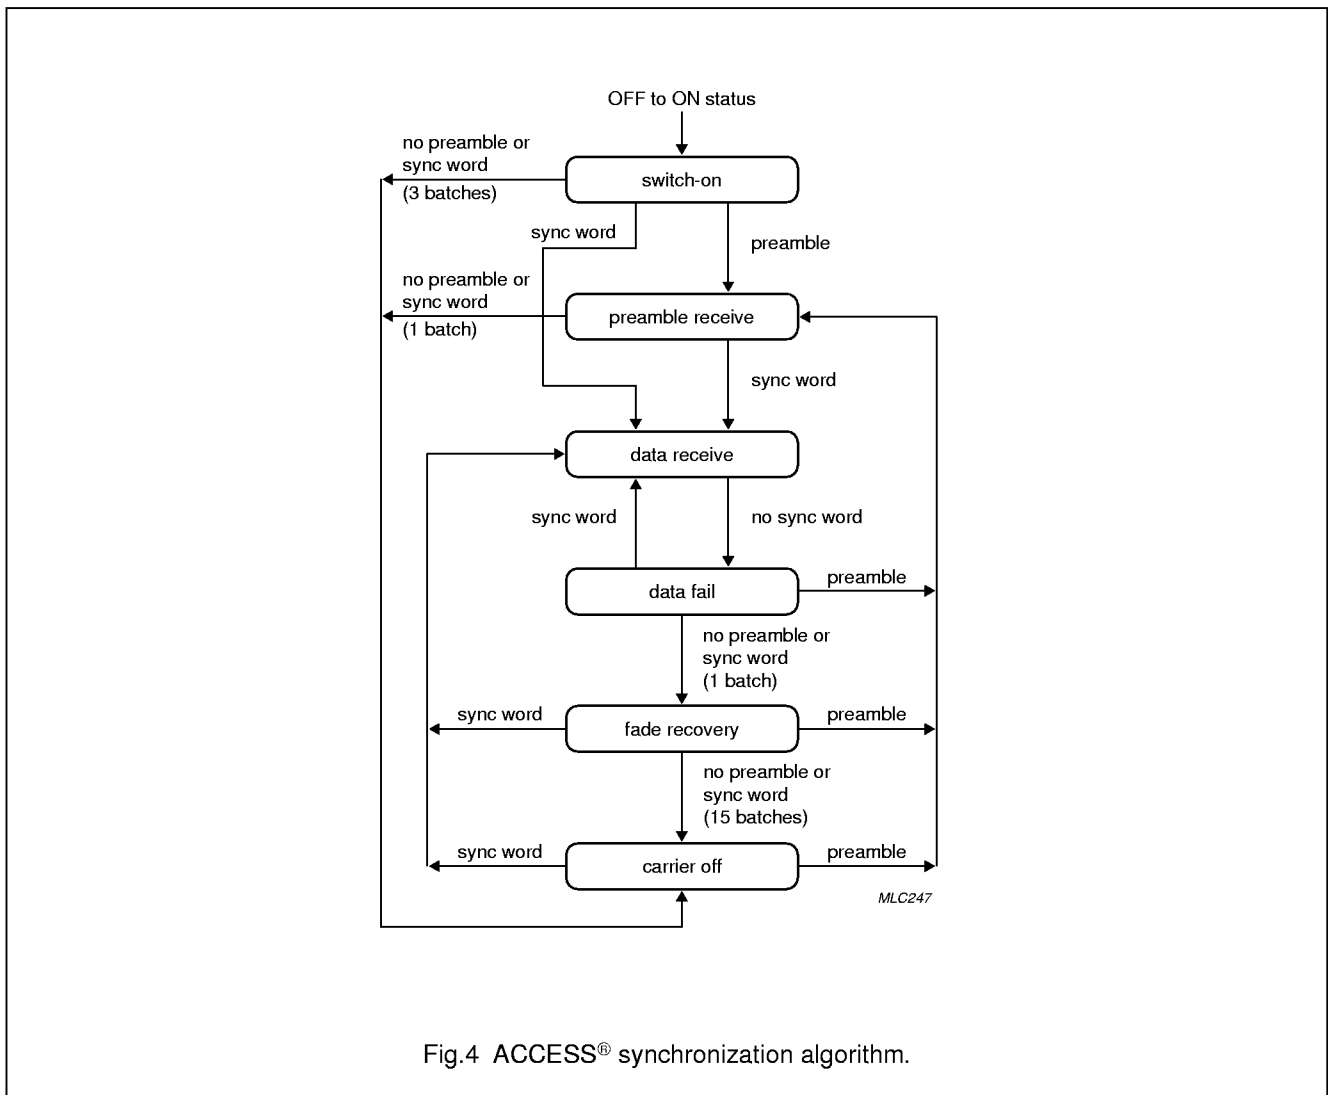 OFF to ON status
no preamble or
sync word
(3 batches)
switch-on
sync word
preamble
no preamble or
sync word
(1 batch)
preamble receive
sync word
data receive
sync word
no sync word
data fail
preamble
no preamble or
sync word
(1 batch)
sync word
fade recovery
preamble
no preamble or
sync word
(15 batches)
sync word
carrier off
preamble
MLC247
Fig.4 ACCESS® synchronization algorithm.